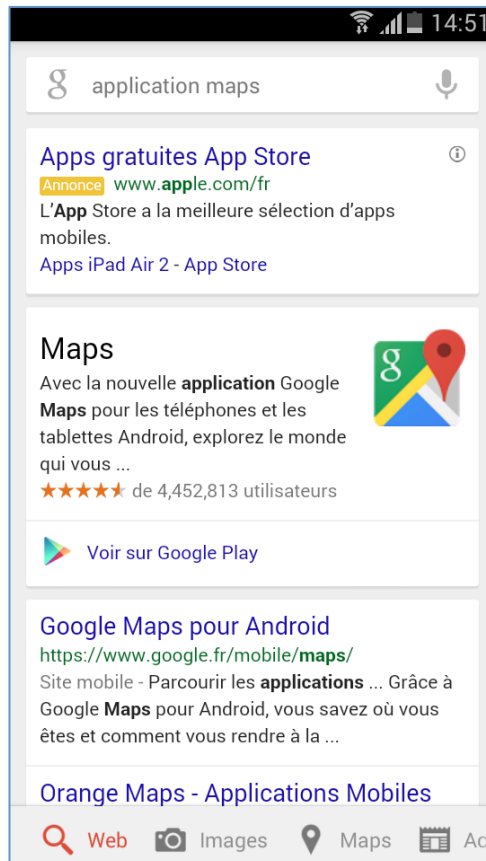 14:51
g application maps
Apps gratuites App Store
Annonce www.apple.com/fr
L'App Store a la meilleure sélection d'apps
mobiles.
Apps iPad Air 2 - App Store
Maps
Avec la nouvelle application Google
Maps pour les téléphones et les
tablettes Android, explorez le monde
qui vous ...
g
de 4,452,813 utilisateurs
Voir sur Google Play
Google Maps pour Android
https://www.google.fr/mobile/maps/
Site mobile - Parcourir les applications ... Grâce à
Google Maps pour Android, vous savez où vous
êtes et comment vous rendre à la ...
Orange Maps - Applications Mobiles
Web Images Maps